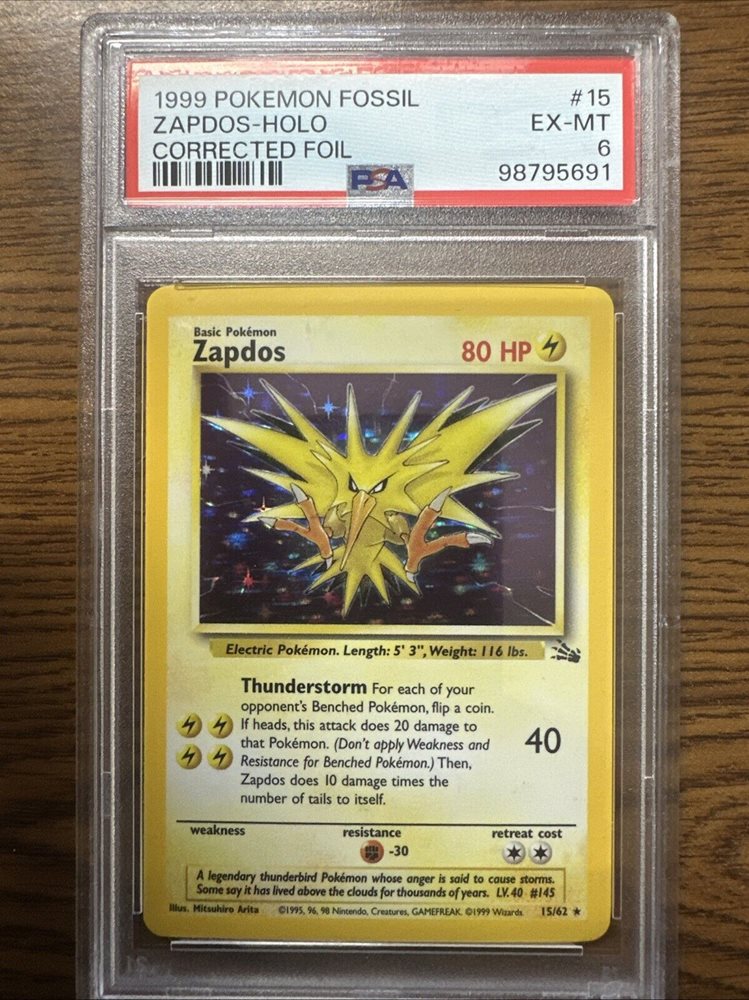 1999 POKEMON FOSSIL #15
ZAPDOS-HOLO EX-MT
CORRECTED FOIL 6
PSA 98795691
Basic Pokémon
Zapdos 80 HP
Electric Pokémon. Length: 5' 3", Weight: 116 lbs.
Thunderstorm For each of your
opponent's Benched Pokémon, flip a coin.
If heads, this attack does 20 damage to
that Pokémon. (Don't apply Weakness and
Resistance for Benched Pokémon.) Then,
Zapdos does 10 damage times the
number of tails to itself.
40
weakness resistance retreat cost
-30
A legendary thunderbird Pokémon whose anger is said to cause storms.
Some say it has lived above the clouds for thousands of years. LV. 40 #145
Illus. Mitsuhiro Arita ©1995, 96, 98 Nintendo, Creatures, GAMEFREAK. ©1999 Wizards. 15/62 ★